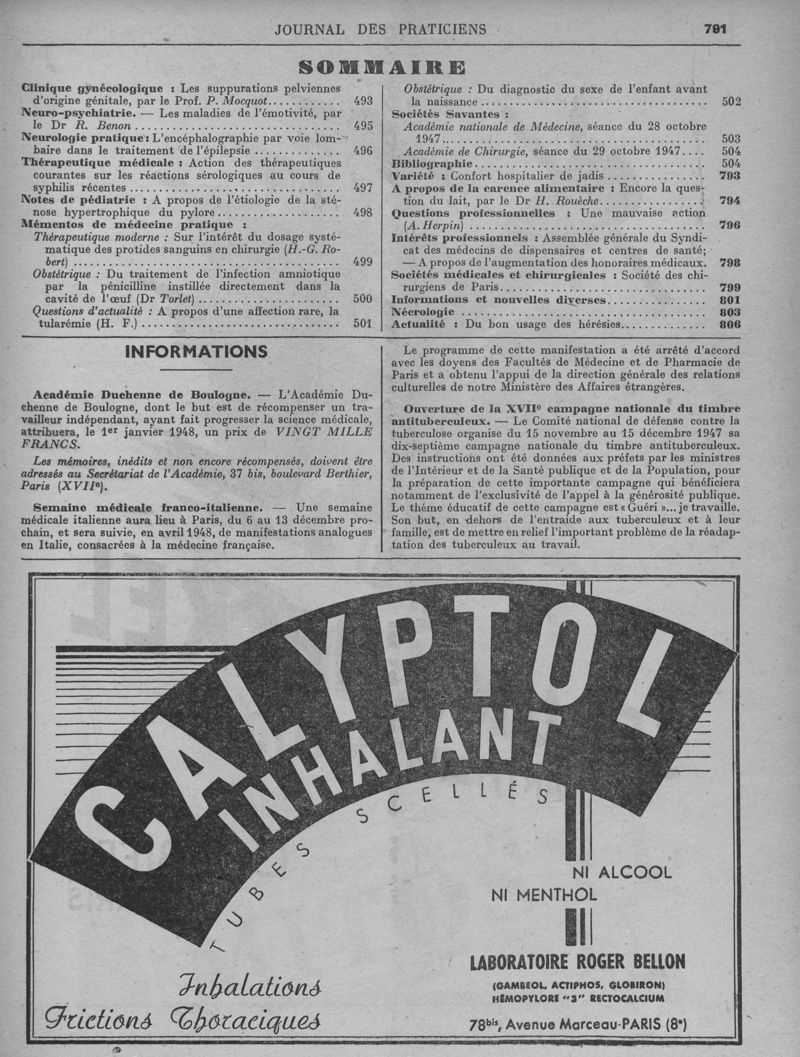 JOURNAL DES PRATICIENS 791
SOMMAIRE
Clinique gynécologique : Les suppurations pelviennes
d'origine génitale, par le Prof. P. Mocquot............ 493
Neuro-psychiatrie. — Les maladies de l'émotivité, par
le Dr R. Benon ................................ 495
Neurologie pratique : L'encéphalographie par voie lom-
baire dans le traitement de l'épilepsie .............. 496
Thérapeutique médicale : Action des thérapeutiques
courantes sur les réactions sérologiques au cours de
syphilis récentes ................................ 497
Notes de pédiatrie : A propos de l'étiologie de la sté-
nose hypertrophique du pylore .................... 498
Mémentos de médecine pratique :
Thérapeutique moderne : Sur l'intérêt du dosage systé-
matique des protides sanguins en chirurgie (H.-G. Ro-
bert) ........................................ 499
Obstétrique : Du traitement de l'infection amniotique
par la pénicilline instillée directement dans la
cavité de l'œuf (Dr Torlet) ...................... 500
Questions d'actualité : A propos d'une affection rare, la
tularémie (H. F.) ................................ 501
Obstétrique : Du diagnostic du sexe de l'enfant avant
la naissance .................................... 502
Sociétés Savantes :
Académie nationale de Médecine, séance du 28 octobre
1947.......................................... 503
Académie de Chirurgie, séance du 29 octobre 1947.... 504
Bibliographie.................................... 504
Variété : Confort hospitalier de jadis ............... 793
A propos de la carence alimentaire : Encore la ques-
tion du lait, par le Dr H. Rouèche................ 794
Questions professionnelles : Une mauvaise action
(A. Herpin) .................................... 796
Intérêts professionnels : Assemblée générale du Syndi-
cat des médecins de dispensaires et centres de santé;
— A propos de l'augmentation des honoraires médicaux. 798
Sociétés médicales et chirurgicales : Société des chi-
rurgiens de Paris................................ 799
Informations et nouvelles diverses................ 801
Nécrologie ...................................... 803
Actualité : Du bon usage des hérésies.............. 806
INFORMATIONS
Académie Duchenne de Boulogne. — L'Académie Du-
chenne de Boulogne, dont le but est de récompenser un tra-
vailleur indépendant, ayant fait progresser la science médicale,
attribuera, le 1er janvier 1948, un prix de VINGT MILLE
FRANCS.
Les mémoires, inédits et non encore récompensés, doivent être
adressés au Secrétariat de l'Académie, 37 bis, boulevard Berthier,
Paris (XVIIe).
Semaine médicale franco-italienne. — Une semaine
médicale italienne aura lieu à Paris, du 6 au 13 décembre pro-
chain, et sera suivie, en avril 1948, de manifestations analogues
en Italie, consacrées à la médecine française.
Le programme de cette manifestation a été arrêté d'accord
avec les doyens des Facultés de Médecine et de Pharmacie de
Paris et a obtenu l'appui de la direction générale des relations
culturelles de notre Ministère des Affaires étrangères.
Ouverture de la XVIIe campagne nationale du timbre
antituberculeux. — Le Comité national de défense contre la
tuberculose organise du 15 novembre au 15 décembre 1947 sa
dix-septième campagne nationale du timbre antituberculeux.
Des instructions ont été données aux préfets par les ministres
de l'Intérieur et de la Santé publique et de la Population, pour
la préparation de cette importante campagne qui bénéficiera
notamment de l'exclusivité de l'appel à la générosité publique.
Le thème éducatif de cette campagne est « Guéri »... je travaille.
Son but, en dehors de l'entraide aux tuberculeux et à leur
famille, est de mettre en relief l'important problème de la réadap-
tation des tuberculeux au travail.
CALYPTOL
INHALANT
TUBES SCELLÉS
NI ALCOOL
NI MENTHOL
LABORATOIRE ROGER BELLON
(GAMBEOL, ACTIPHOS, GLOBIRON)
HÉMOPYLORE "3" RECTOCALCIUM
78bis, Avenue Marceau-PARIS (8e)
Inhalations
Frictions Thoraciques